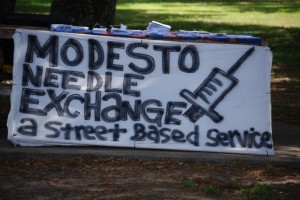 MODESTO
NEEDLE
EXCHANGE
a Street Based Service